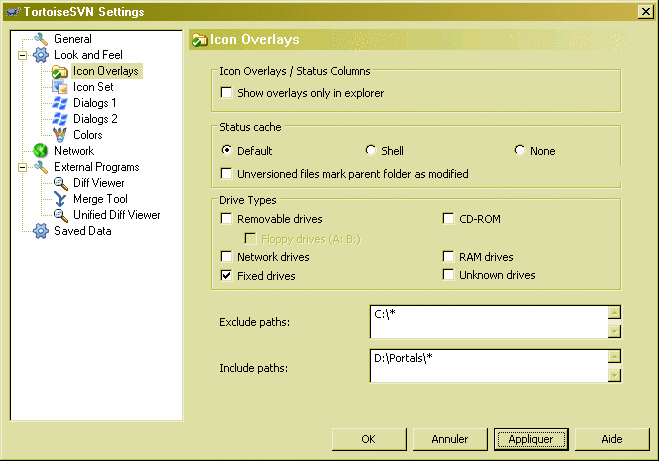 TortoiseSVN Settings
General
Look and Feel
Icon Overlays
Icon Set
Dialogs 1
Dialogs 2
Colors
Network
External Programs
Diff Viewer
Merge Tool
Unified Diff Viewer
Saved Data
Icon Overlays
Icon Overlays / Status Columns
Show overlays only in explorer
Status cache
Default
Shell
None
Unversioned files mark parent folder as modified
Drive Types
Removable drives
CD-ROM
Floppy drives (A: B:)
Network drives
RAM drives
Fixed drives
Unknown drives
Exclude paths:
C:\*
Include paths:
D:\Portals\*
OK
Annuler
Appliquer
Aide